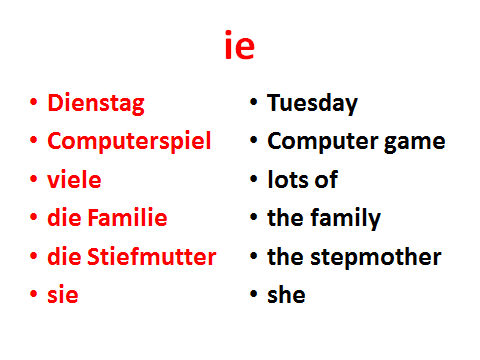 ie
• Dienstag
• Computerspiel
• viele
• die Familie
• die Stiefmutter
• sie
• Tuesday
• Computer game
• lots of
• the family
• the stepmother
• she